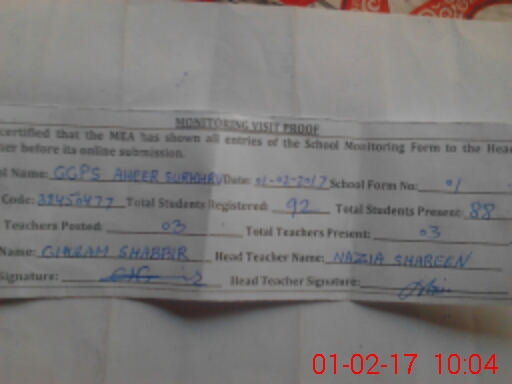 MONITORING VISIT PROOF
certified that the MEA has shown all entries of the School Monitoring Form to the Head
her before its online submission.
ol Name: GGPS AHEER SURKHRU Date: 01-02-2017 School Form No: 01
Code: 32450477 Total Students Registered: 92 Total Students Present: 88
Teachers Posted: 03 Total Teachers Present: 03
Name: GHULAM SHABBIR Head Teacher Name: NAZIA SHAHEEN
Signature: Head Teacher Signature:
01-02-17 10:04